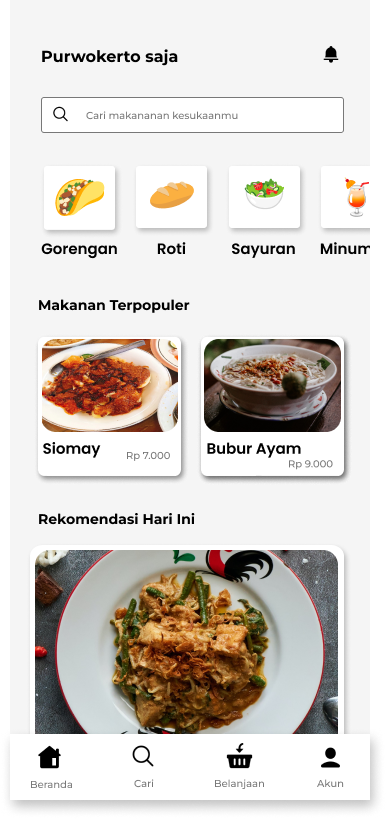 Purwokerto saja
Cari makananan kesukaanmu
Gorengan Roti Sayuran Minum
Makanan Terpopuler
Siomay Rp 7.000
Bubur Ayam Rp 9.000
Rekomendasi Hari Ini
Beranda Cari Belanjaan Akun